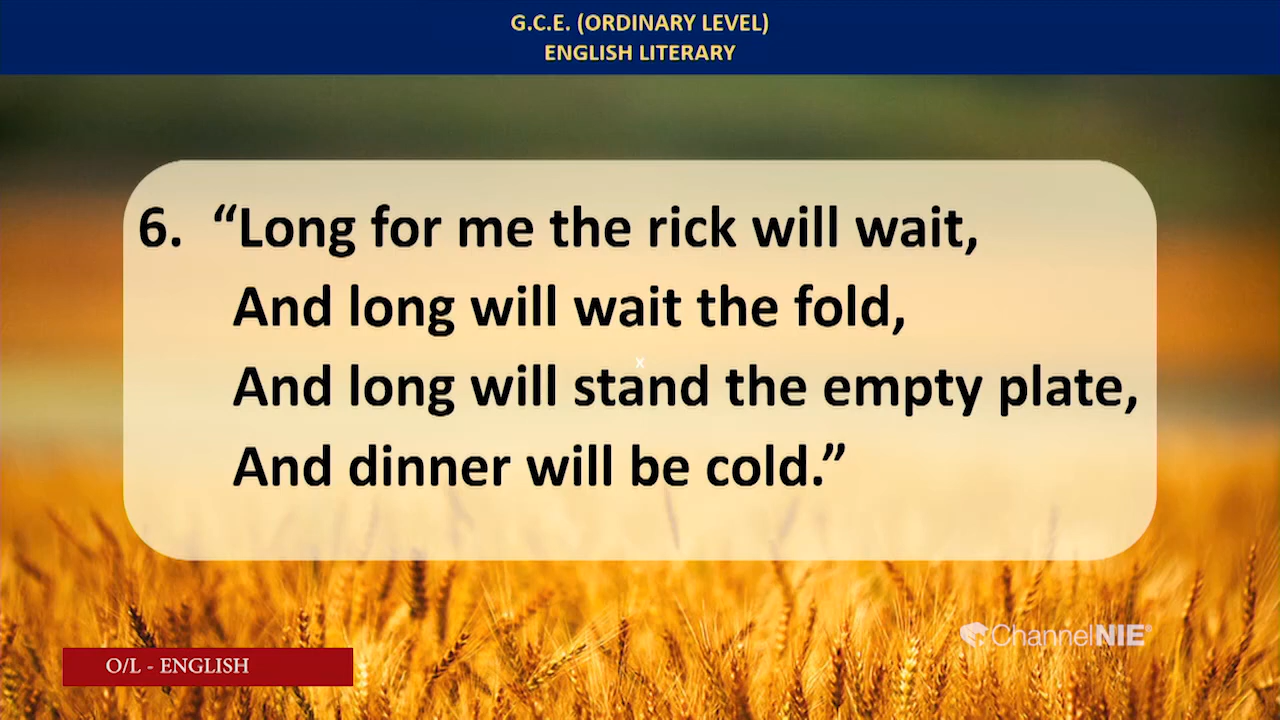 G.C.E. (ORDINARY LEVEL)
ENGLISH LITERARY
6. “Long for me the rick will wait,
And long will wait the fold,
And long will stand the empty plate,
And dinner will be cold.”
x
ChannelNIE®
O/L - ENGLISH